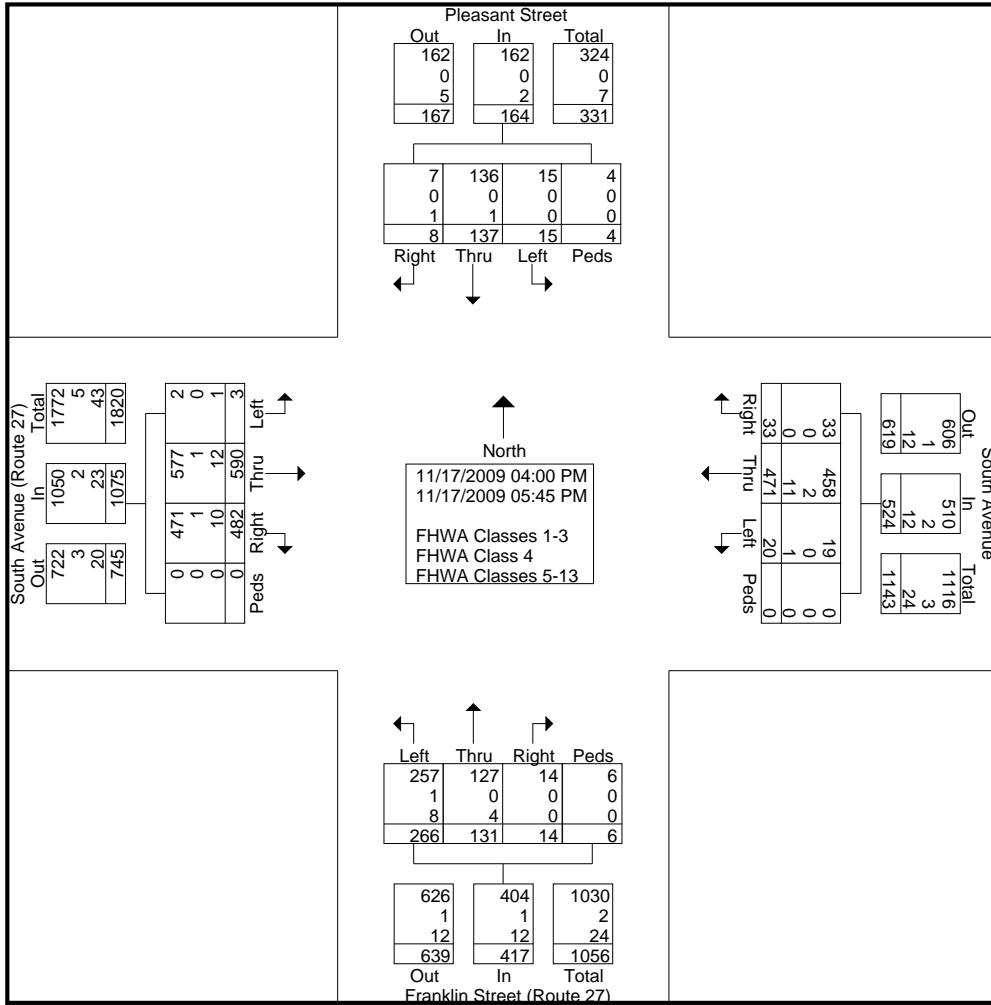 Pleasant Street
Out In Total
162 162 324
0 0 0
5 2 7
167 164 331
7 136 15 4
0 0 0 0
1 1 0 0
8 137 15 4
Right Thru Left Peds
South Avenue (Route 27)
Total
1772
5
43
1820
In
1050
2
23
1075
Out
722
3
20
745
Left
2
0
1
3
Thru
577
1
12
590
Right
471
1
10
482
Peds
0
0
0
0
North
11/17/2009 04:00 PM
11/17/2009 05:45 PM
FHWA Classes 1-3
FHWA Class 4
FHWA Classes 5-13
Right
33
0
0
33
Thru
458
2
11
471
Left
19
0
1
20
Peds
0
0
0
0
South Avenue
Out
606
1
12
619
In
510
2
12
524
Total
1116
3
24
1143
Left Thru Right Peds
257 127 14 6
1 0 0 0
8 4 0 0
266 131 14 6
626 404 1030
1 1 2
12 12 24
639 417 1056
Out In Total
Franklin Street (Route 27)